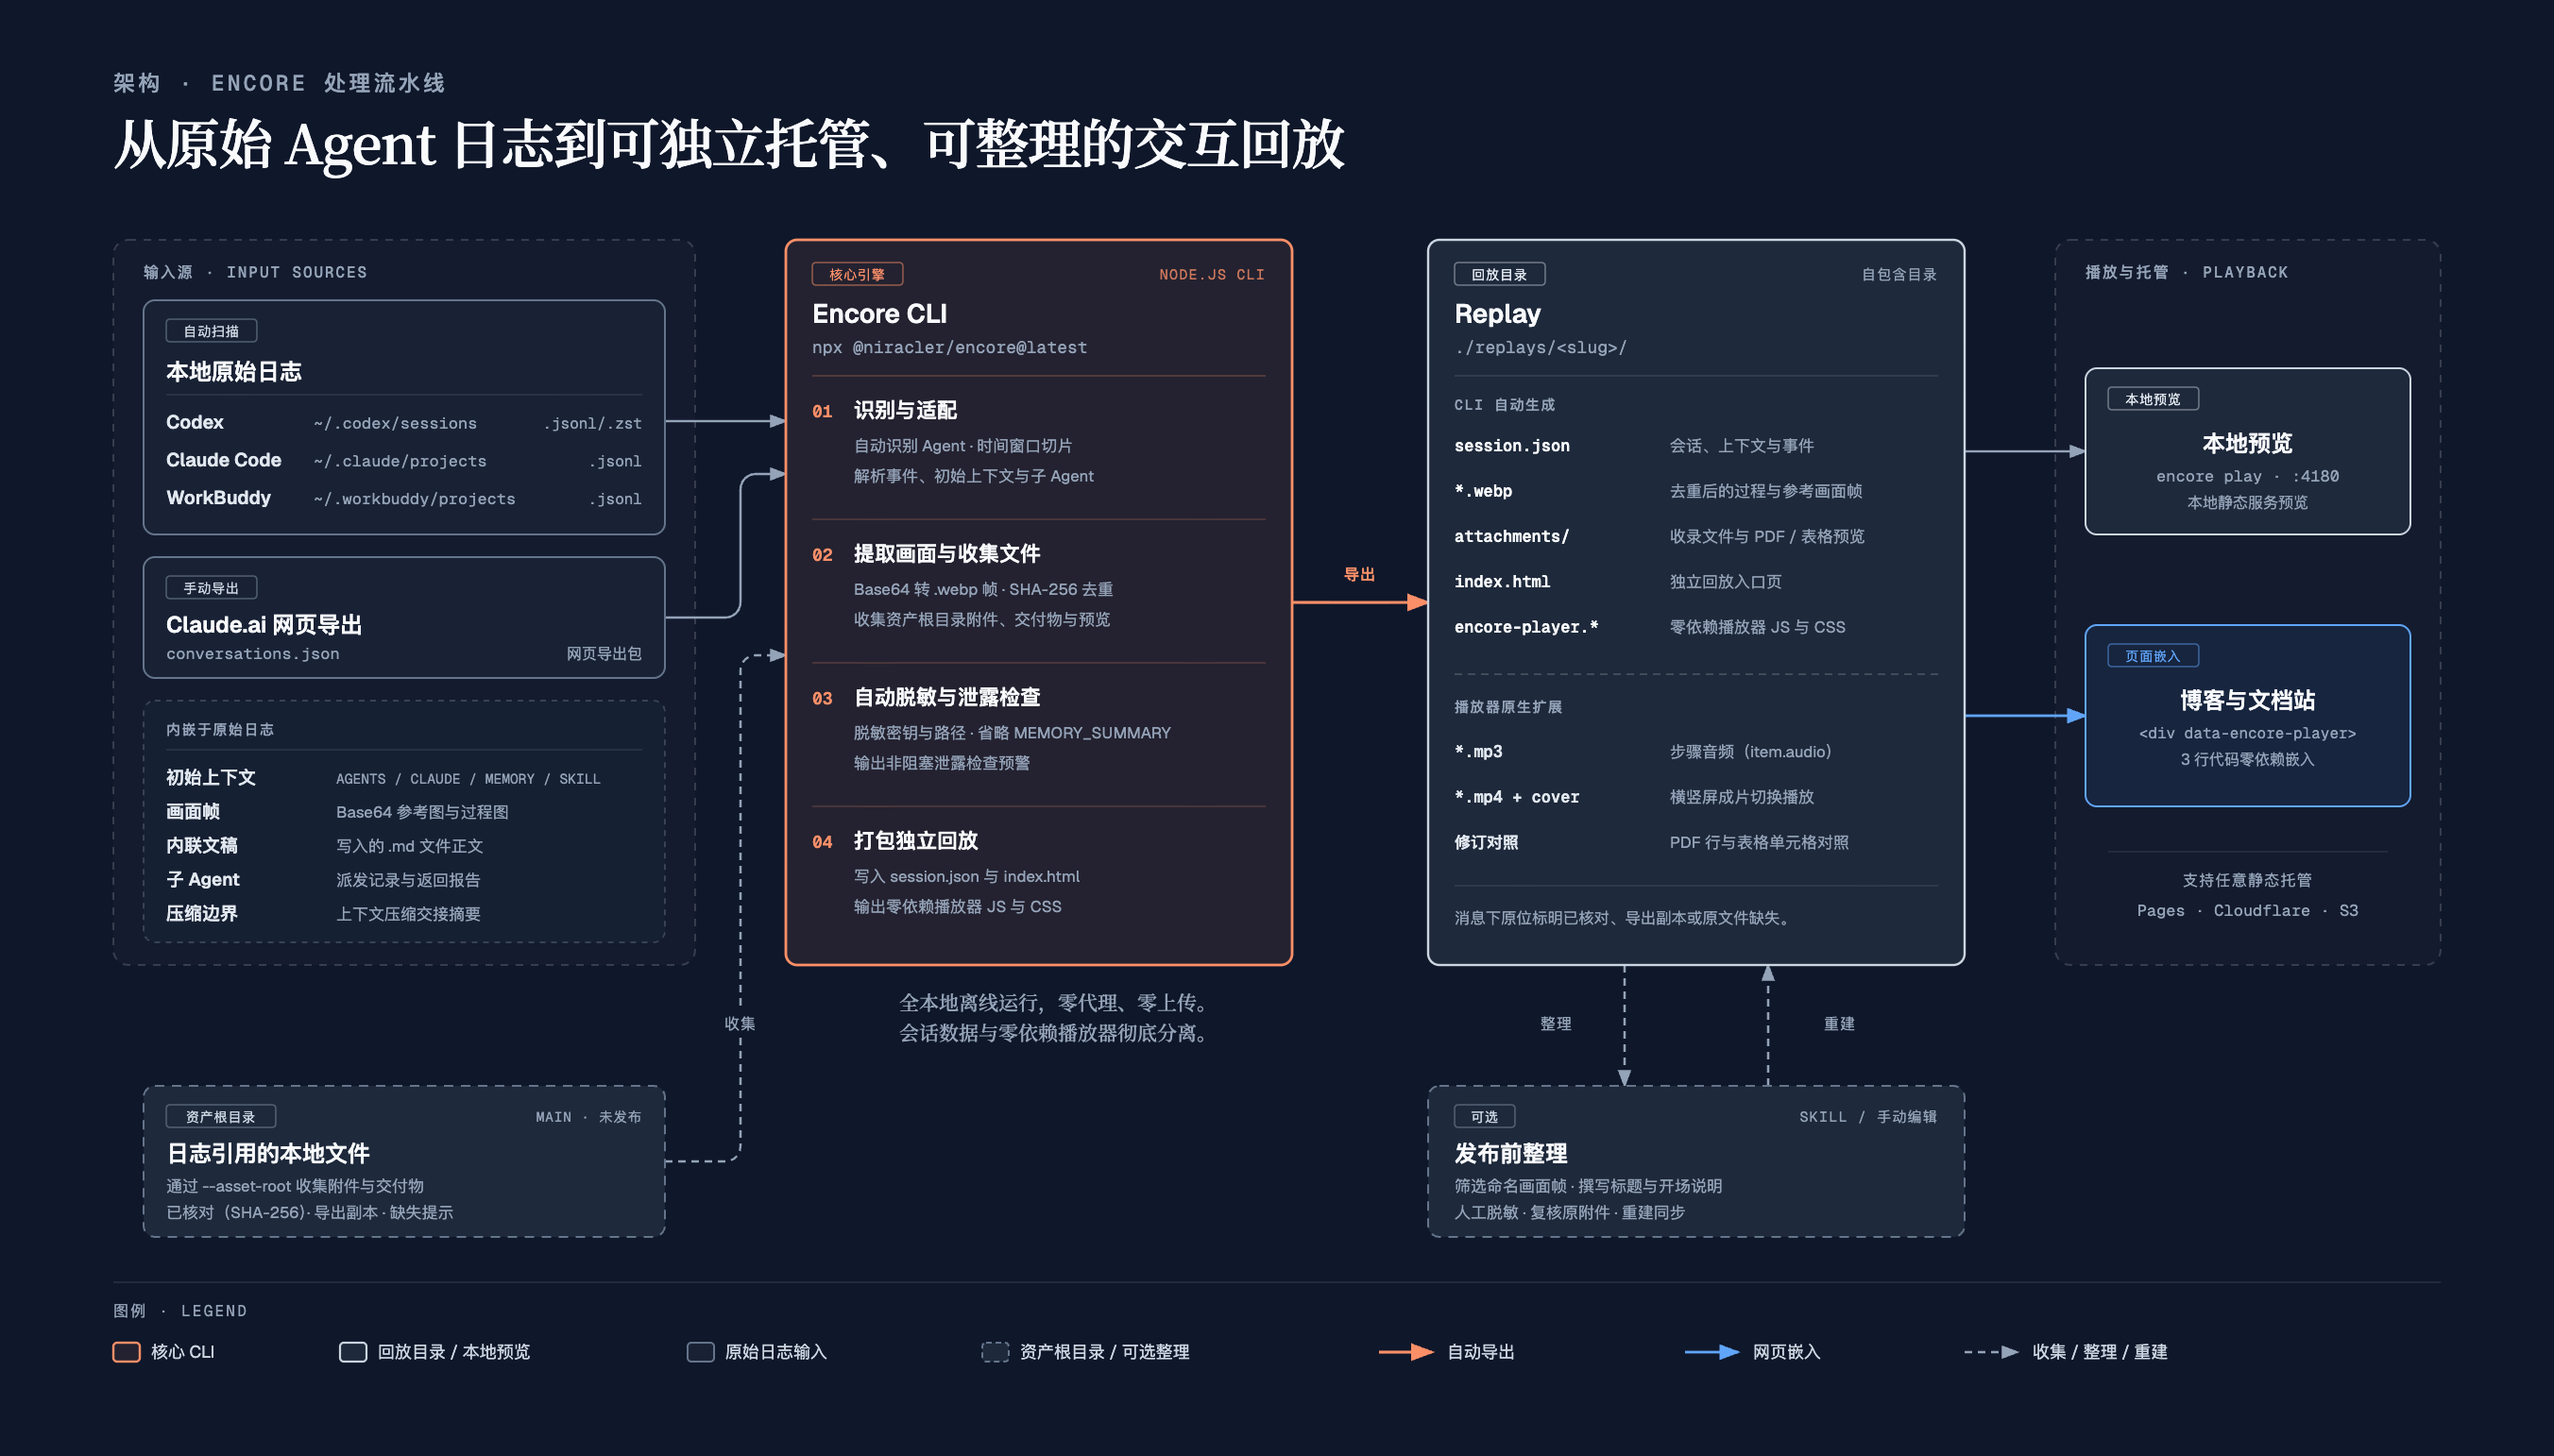 架构 · ENCORE 处理流水线
从原始 Agent 日志到可独立托管、可整理的交互回放
输入源 · INPUT SOURCES
自动扫描
本地原始日志
Codex ~/.codex/sessions .jsonl/.zst
Claude Code ~/.claude/projects .jsonl
WorkBuddy ~/.workbuddy/projects .jsonl
手动导出
Claude.ai 网页导出
conversations.json 网页导出包
内嵌于原始日志
初始上下文 AGENTS / CLAUDE / MEMORY / SKILL
画面帧 Base64 参考图与过程图
内联文稿 写入的 .md 文件正文
子 Agent 派发记录与返回报告
压缩边界 上下文压缩交接摘要
收集
资产根目录 MAIN · 未发布
日志引用的本地文件
通过 --asset-root 收集附件与交付物
已核对（SHA-256）· 导出副本 · 缺失提示
核心引擎 NODE.JS CLI
Encore CLI
npx @niracler/encore@latest
01 识别与适配
自动识别 Agent · 时间窗口切片
解析事件、初始上下文与子 Agent
02 提取画面与收集文件
Base64 转 .webp 帧 · SHA-256 去重
收集资产根目录附件、交付物与预览
03 自动脱敏与泄露检查
脱敏密钥与路径 · 省略 MEMORY_SUMMARY
输出非阻塞泄露检查预警
04 打包独立回放
写入 session.json 与 index.html
输出零依赖播放器 JS 与 CSS
全本地离线运行，零代理、零上传。
会话数据与零依赖播放器彻底分离。
导出
回放目录 自包含目录
Replay
./replays/<slug>/
CLI 自动生成
session.json 会话、上下文与事件
*.webp 去重后的过程与参考画面帧
attachments/ 收录文件与 PDF / 表格预览
index.html 独立回放入口页
encore-player.* 零依赖播放器 JS 与 CSS
播放器原生扩展
*.mp3 步骤音频（item.audio）
*.mp4 + cover 横竖屏成片切换播放
修订对照 PDF 行与表格单元格对照
消息下原位标明已核对、导出副本或原文件缺失。
整理 重建
可选 SKILL / 手动编辑
发布前整理
筛选命名画面帧 · 撰写标题与开场说明
人工脱敏 · 复核原附件 · 重建同步
播放与托管 · PLAYBACK
本地预览
本地预览
encore play · :4180
本地静态服务预览
页面嵌入
博客与文档站
<div data-encore-player>
3 行代码零依赖嵌入
支持任意静态托管
Pages · Cloudflare · S3
图例 · LEGEND
核心 CLI 回放目录 / 本地预览 原始日志输入 资产根目录 / 可选整理 自动导出 网页嵌入 收集 / 整理 / 重建